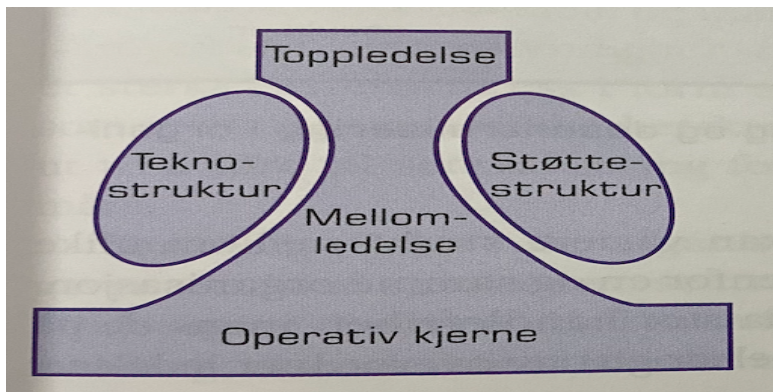 Toppledelse
Tekno-
struktur
Støtte-
struktur
Mellom-
ledelse
Operativ kjerne